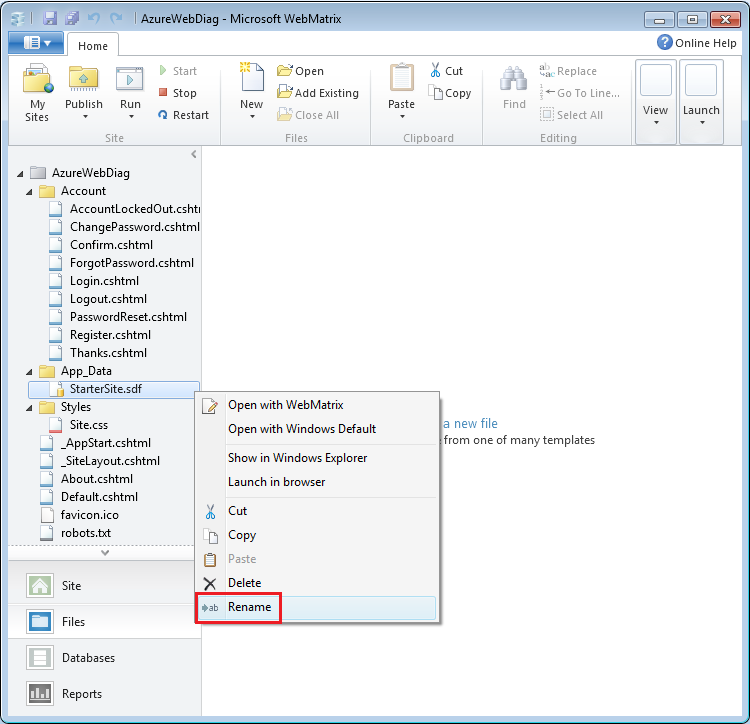 AzureWebDiag - Microsoft WebMatrix
Home
Online Help
My Sites
Publish
Run
Start
Stop
Restart
Site
New
Open
Add Existing
Close All
Files
Paste
Cut
Copy
Clipboard
Find
Replace
Go To Line...
Select All
Editing
View
Launch
AzureWebDiag
Account
AccountLockedOut.cshtm
ChangePassword.cshtml
Confirm.cshtml
ForgotPassword.cshtml
Login.cshtml
Logout.cshtml
PasswordReset.cshtml
Register.cshtml
Thanks.cshtml
App_Data
StarterSite.sdf
Styles
Site.css
_AppStart.cshtml
_SiteLayout.cshtml
About.cshtml
Default.cshtml
favicon.ico
robots.txt
a new file
from one of many templates
Open with WebMatrix
Open with Windows Default
Show in Windows Explorer
Launch in browser
Cut
Copy
Paste
Delete
ab Rename
Site
Files
Databases
Reports